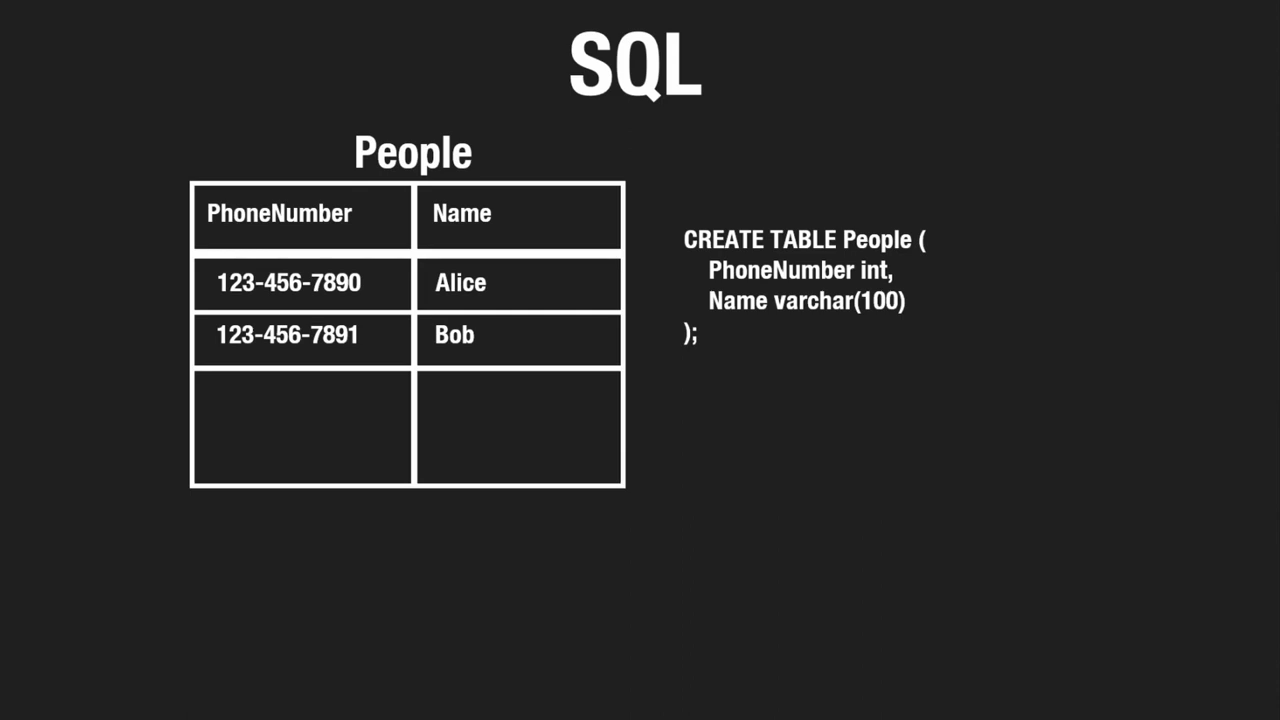 SQL
People
PhoneNumber Name
123-456-7890 Alice
123-456-7891 Bob
CREATE TABLE People (
PhoneNumber int,
Name varchar(100)
);